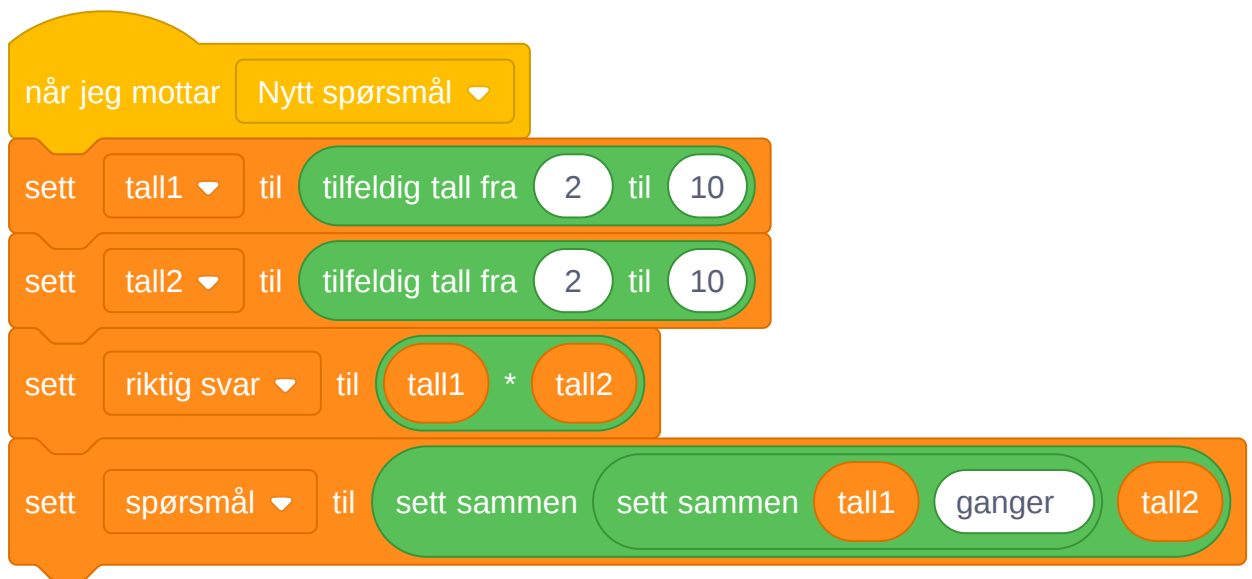 når jeg mottar Nytt spørsmål
sett tall1 til tilfeldig tall fra 2 til 10
sett tall2 til tilfeldig tall fra 2 til 10
sett riktig svar til tall1 * tall2
sett spørsmål til sett sammen sett sammen tall1 ganger tall2